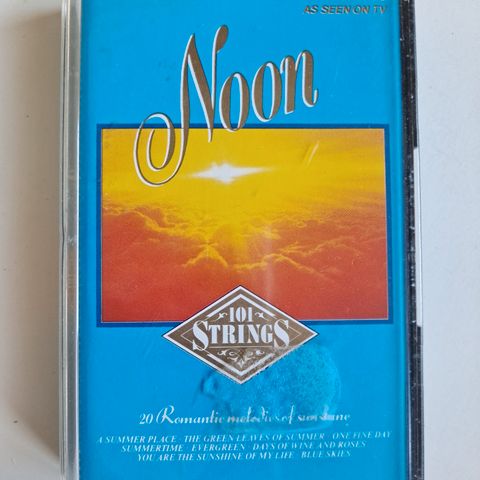 AS SEEN ON TV
Noon
101
STRINGS
20 Romantic melodies of sunshine
A SUMMER PLACE · THE GREEN LEAVES OF SUMMER · ONE FINE DAY
SUMMERTIME · EVERGREEN · DAYS OF WINE AND ROSES
YOU ARE THE SUNSHINE OF MY LIFE · BLUE SKIES